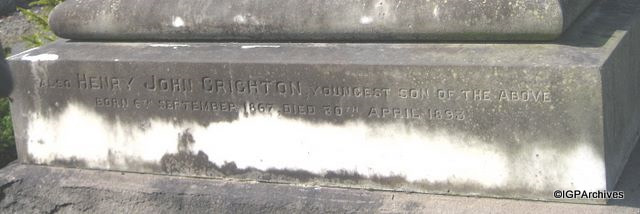 ALSO HENRY JOHN CRICHTON, YOUNGEST SON OF THE ABOVE
BORN 6TH SEPTEMBER 1867, DIED 30TH APRIL 1893
©IGPArchives